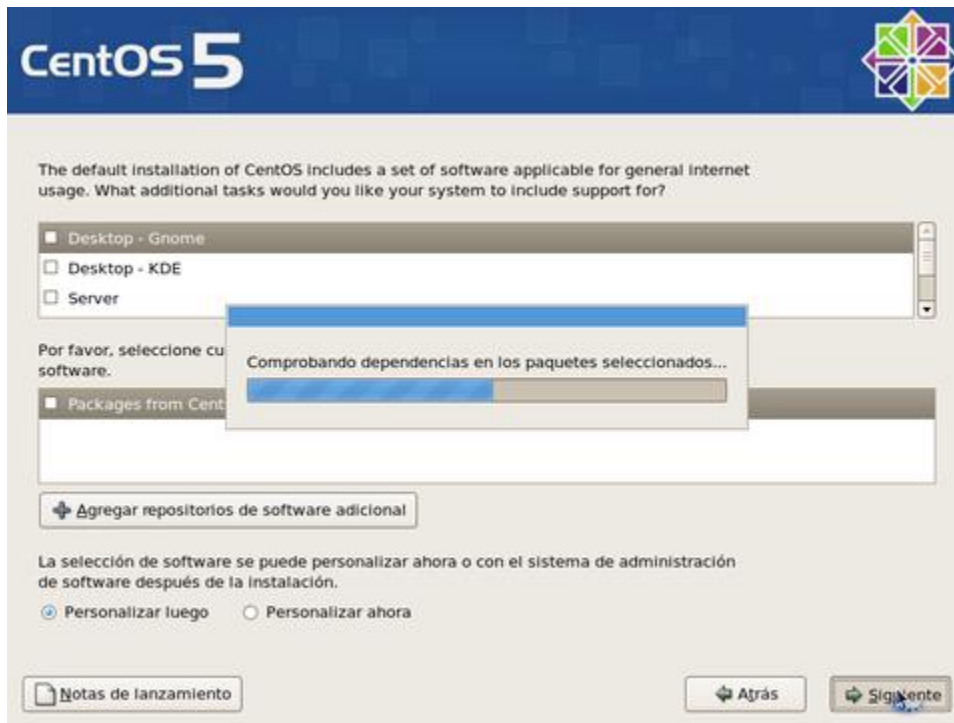 CentOS 5
The default installation of CentOS includes a set of software applicable for general internet
usage. What additional tasks would you like your system to include support for?
Desktop - Gnome
Desktop - KDE
Server
Por favor, seleccione cu
software.
Comprobando dependencias en los paquetes seleccionados...
Packages from Cent
Agregar repositorios de software adicional
La selección de software se puede personalizar ahora o con el sistema de administración
de software después de la instalación.
Personalizar luego Personalizar ahora
Notas de lanzamiento Atrás Siguiente